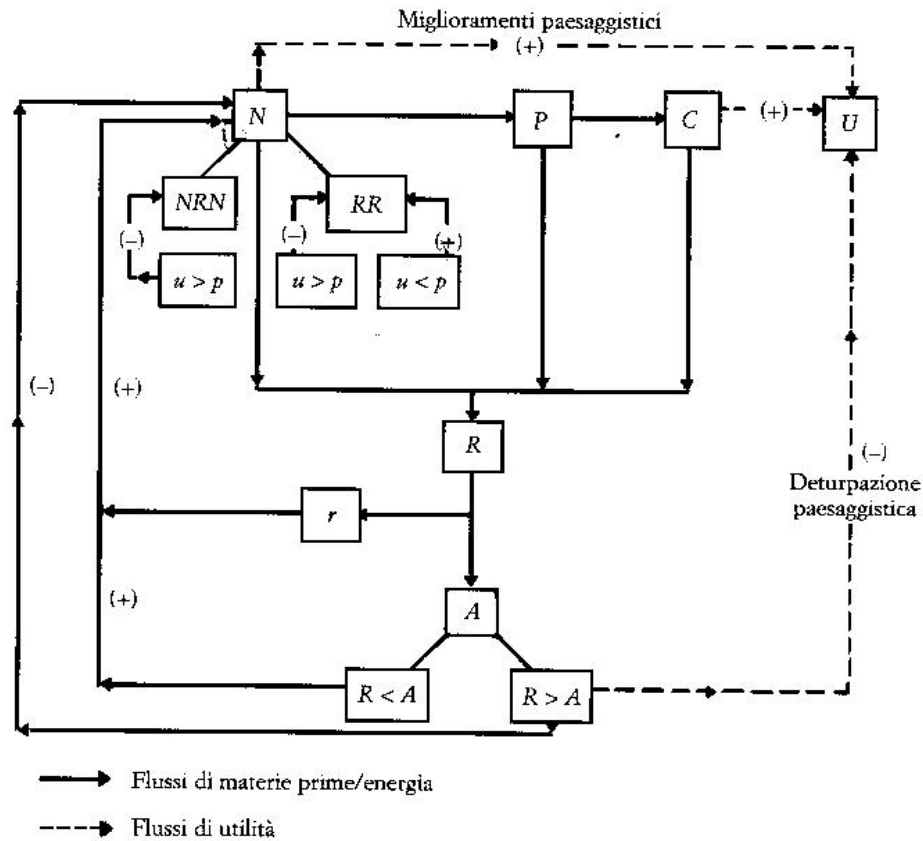 Miglioramenti paesaggistici
(+)
N
P
C
(+)
U
NRN
RR
(–)
(–)
(+)
u > p
u > p
u < p
(–)
(+)
R
(–)
Deturpazione
paesaggistica
r
(+)
A
R < A
R > A
Flussi di materie prime/energia
Flussi di utilità